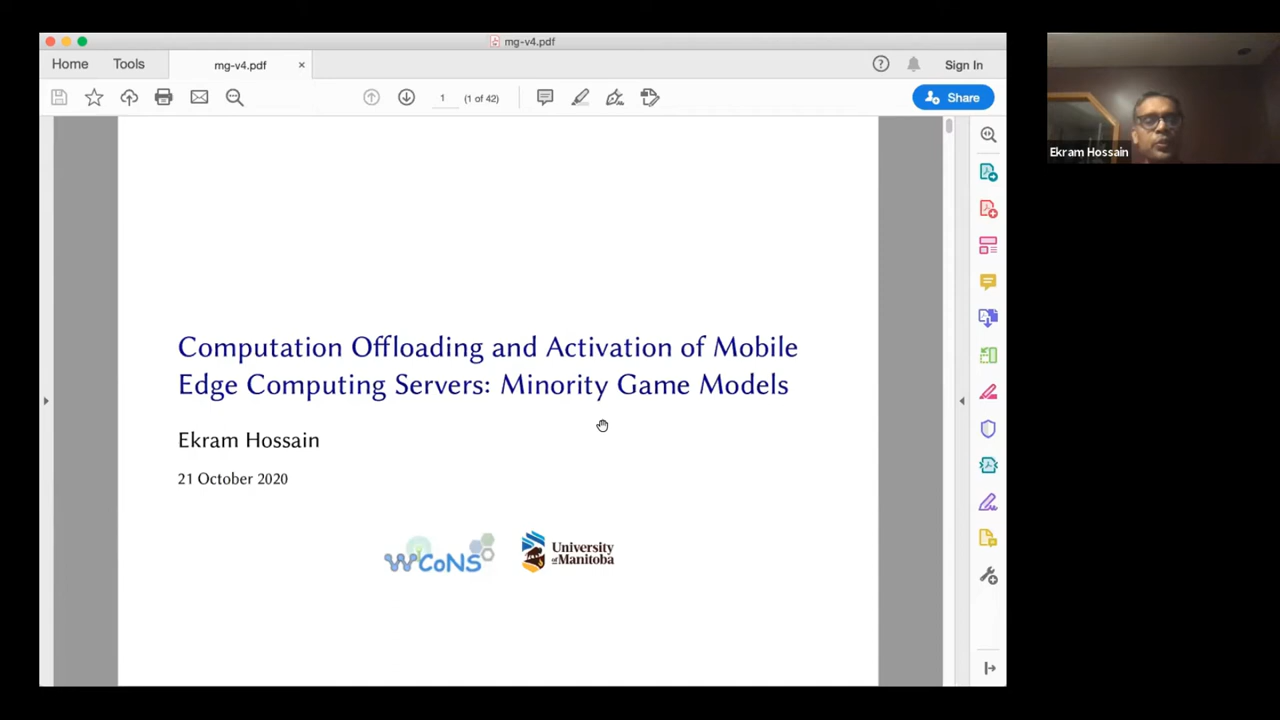 mg-v4.pdf
Home
Tools
mg-v4.pdf
×
Sign In
1
(1 of 42)
Share
Ekram Hossain
Computation Offloading and Activation of Mobile
Edge Computing Servers: Minority Game Models
Ekram Hossain
21 October 2020
WCoNS
University
of Manitoba